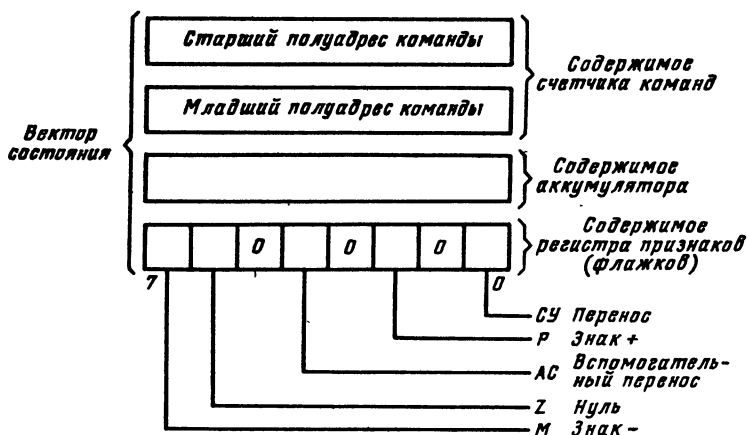 Старший полуадрес команды
Содержимое
счетчика команд
Младший полуадрес команды
Вектор
состояния
Содержимое
аккумулятора
0 0 0
Содержимое
регистра признаков
(флажков)
7 0
CY Перенос
P Знак +
AC Вспомогатель-
ный перенос
Z Нуль
M Знак –